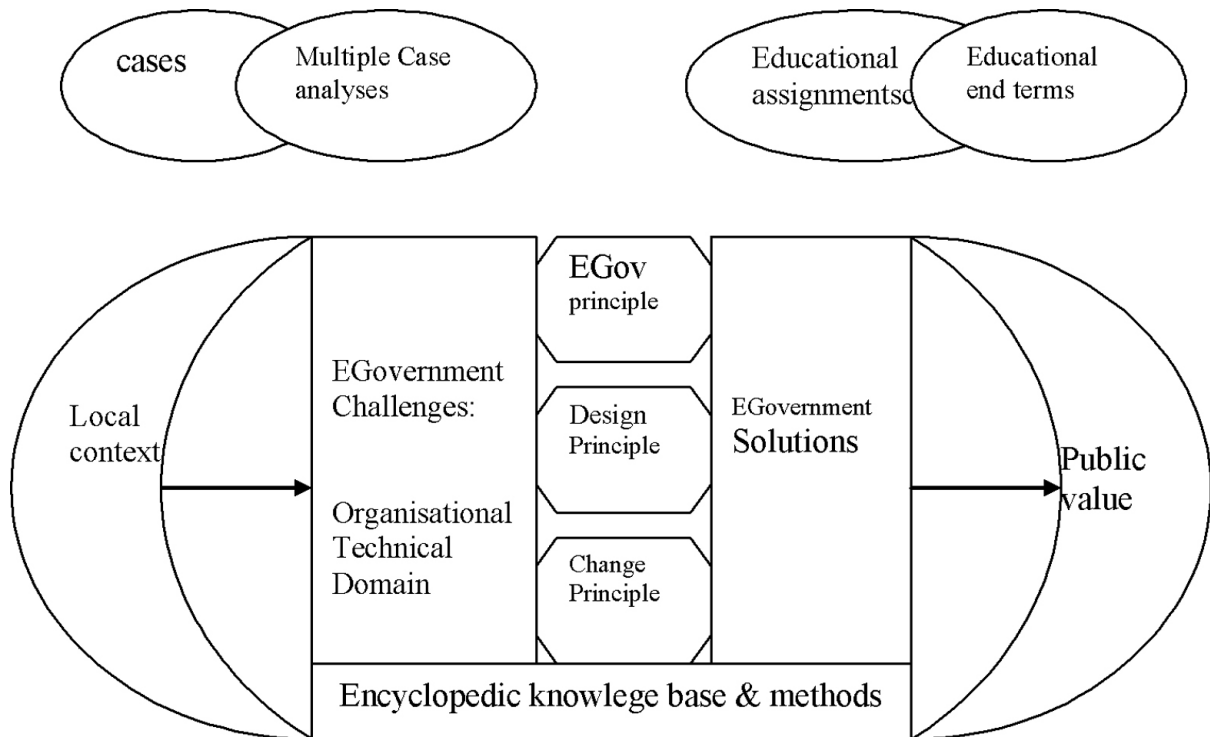 cases
Multiple Case
analyses
Educational
assignmentsc
Educational
end terms
Local
context
EGovernment
Challenges:
Organisational
Technical
Domain
EGov
principle
Design
Principle
Change
Principle
EGovernment
Solutions
Public
value
Encyclopedic knowlege base & methods